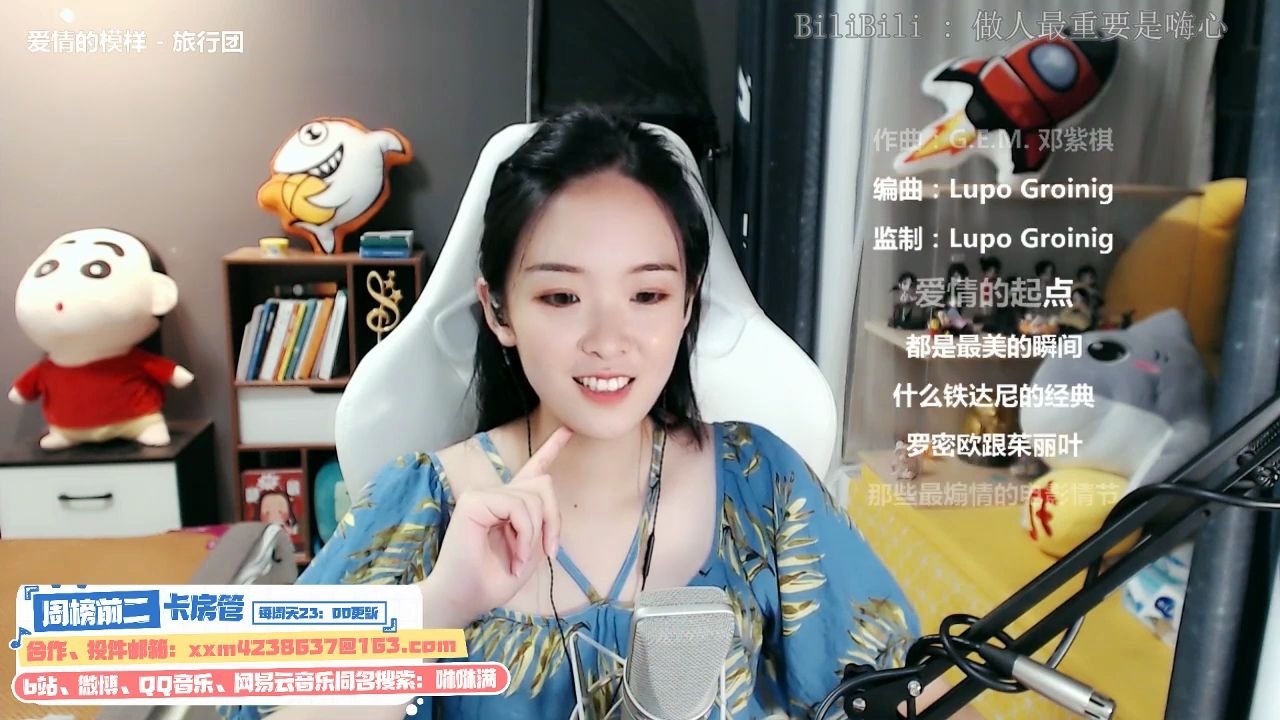 爱情的模样 - 旅行团
BiliBili : 做人最重要是嗨心
作曲：G.E.M. 邓紫棋
编曲：Lupo Groinig
监制：Lupo Groinig
爱情的起点
都是最美的瞬间
什么铁达尼的经典
罗密欧跟茱丽叶
那些最煽情的电影情节
周榜前二 卡房管 每周天23：00更新
合作、投件邮箱：xxm4238637@163.com
b站、微博、QQ音乐、网易云音乐同名搜索：咻咻满